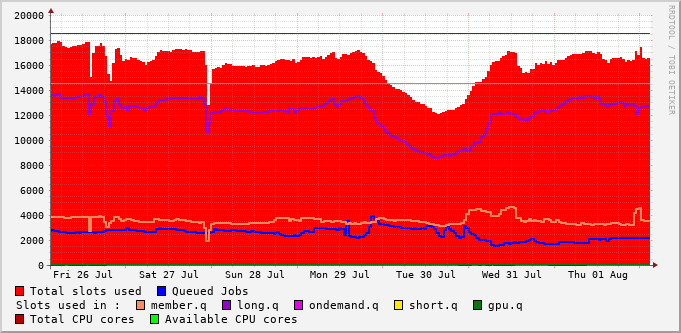 20000
18000
16000
14000
12000
10000
8000
6000
4000
2000
0
Fri 26 Jul Sat 27 Jul Sun 28 Jul Mon 29 Jul Tue 30 Jul Wed 31 Jul Thu 01 Aug
Total slots used Queued Jobs
Slots used in : member.q long.q ondemand.q short.q gpu.q
Total CPU cores Available CPU cores
RRDTOOL / TOBI OETIKER